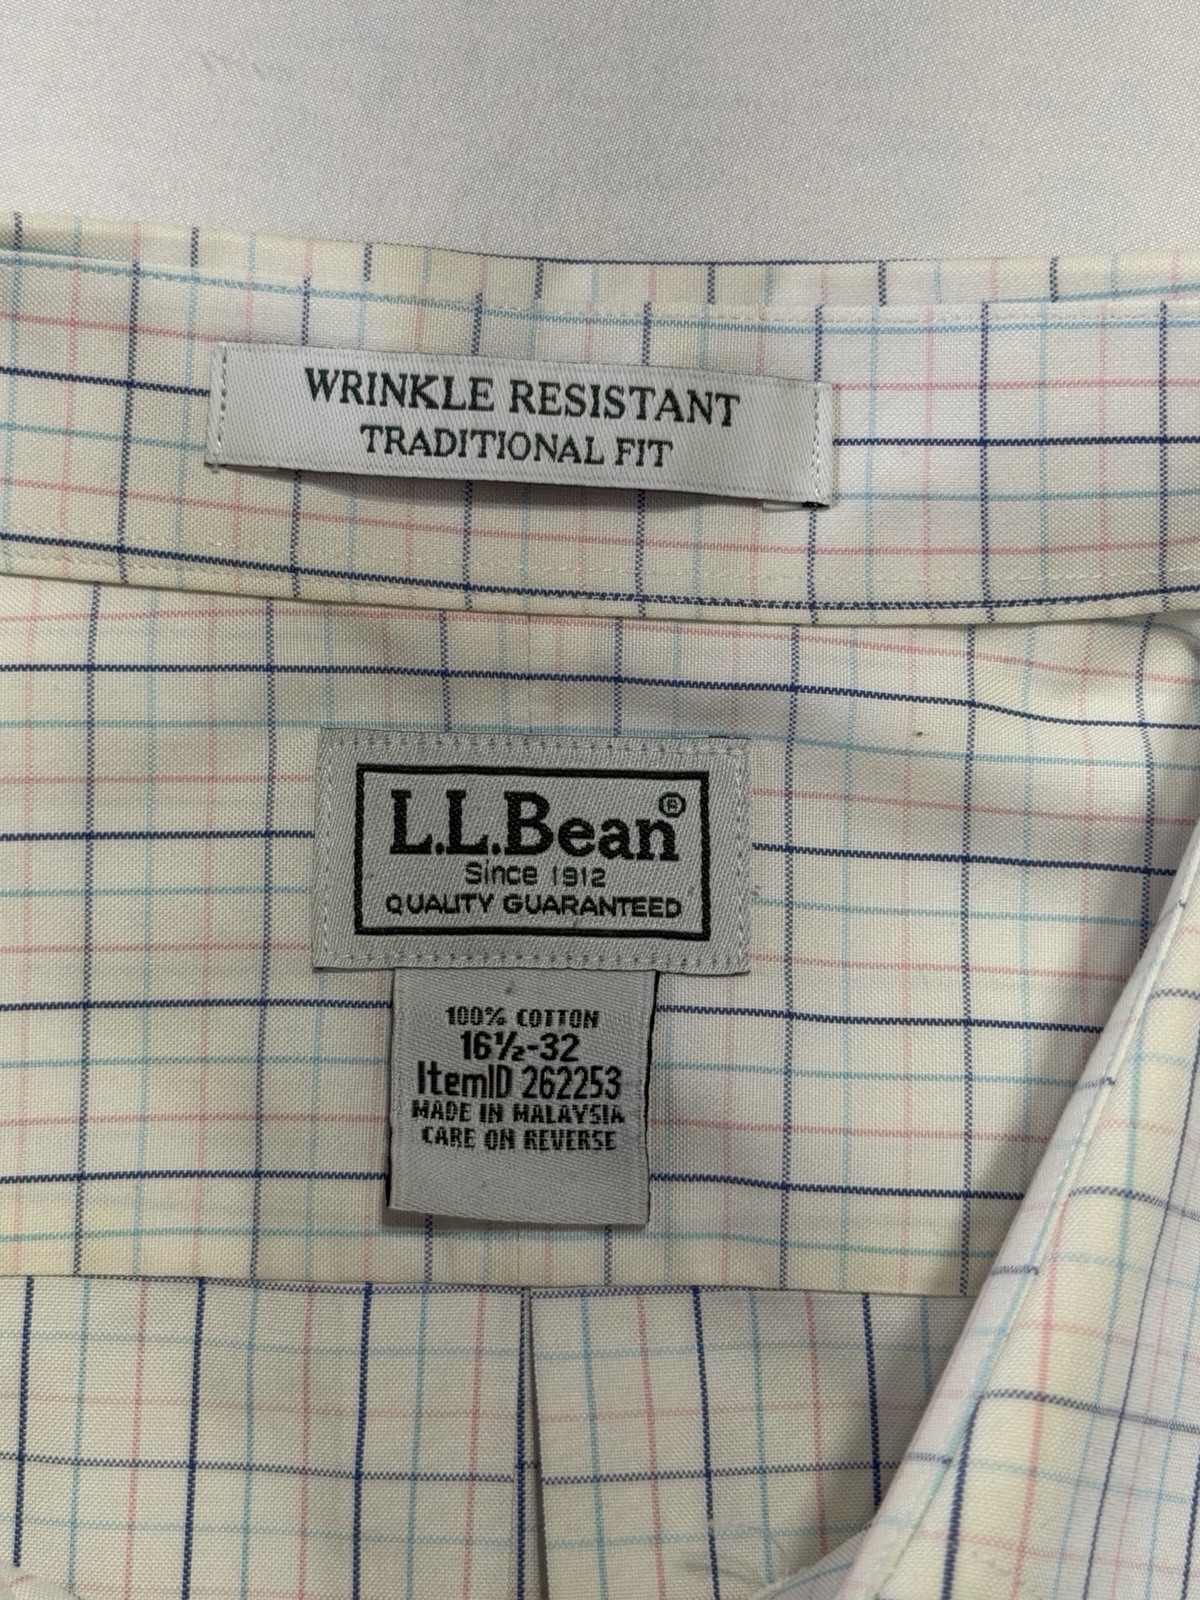 WRINKLE RESISTANT
TRADITIONAL FIT
L.L.Bean®
Since 1912
QUALITY GUARANTEED
100% COTTON
16½-32
ItemID 262253
MADE IN MALAYSIA
CARE ON REVERSE